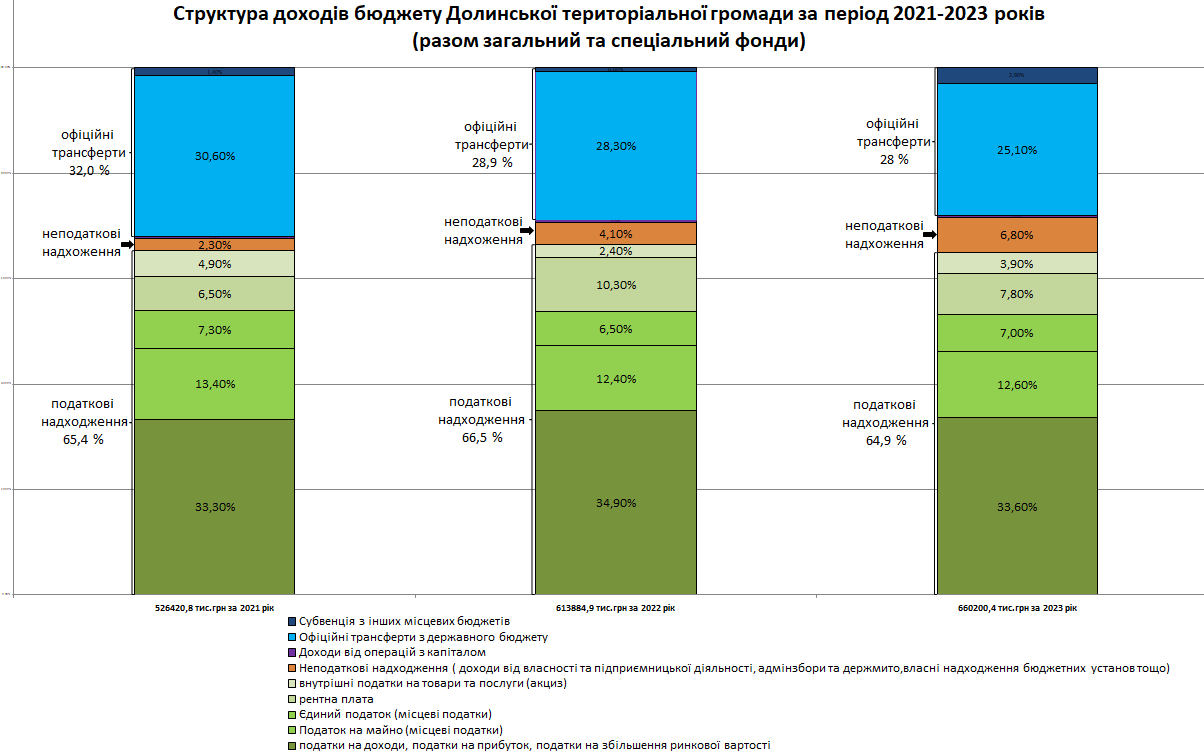 Структура доходів бюджету Долинської територіальної громади за період 2021-2023 років
(разом загальний та спеціальний фонди)
офіційні
трансферти
32,0 %
30,60%
неподаткові
надхоження
2,30%
4,90%
6,50%
7,30%
13,40%
податкові
надходження
65,4 %
33,30%
526420,8 тис.грн за 2021 рік
офіційні
трансферти
28,9 %
28,30%
неподаткові
надхоження
4,10%
2,40%
10,30%
6,50%
12,40%
податкові
надходження
66,5 %
34,90%
613884,9 тис.грн за 2022 рік
офіційні
трансферти
28 %
2,90%
25,10%
неподаткові
надхоження
6,80%
3,90%
7,80%
7,00%
12,60%
податкові
надходження
64,9 %
33,60%
660200,4 тис.грн за 2023 рік
Субвенція з інших місцевих бюджетів
Офіційні трансферти з державного бюджету
Доходи від операцій з капіталом
Неподаткові надходження ( доходи від власності та підприємницької діяльності, адмінзбори та держмито,власні надходження бюджетних установ тощо)
внутрішні податки на товари та послуги (акциз)
рентна плата
Єдиний податок (місцеві податки)
Податок на майно (місцеві податки)
податки на доходи, податки на прибуток, податки на збільшення ринкової вартості